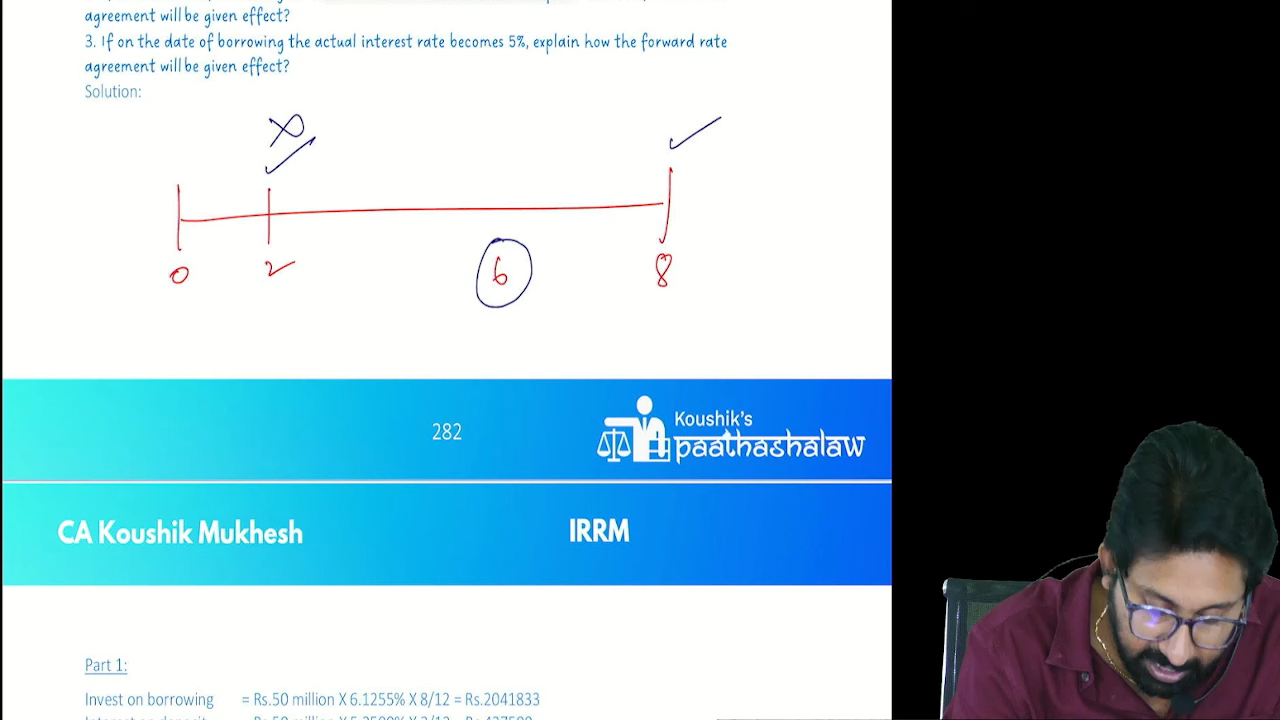 agreement will be given effect?
3. If on the date of borrowing the actual interest rate becomes 5%, explain how the forward rate
agreement will be given effect?
Solution:
0 2 6 8
282
Koushik's
paathashalaw
CA Koushik Mukhesh
IRRM
Part 1:
Invest on borrowing = Rs.50 million X 6.1255% X 8/12 = Rs.2041833